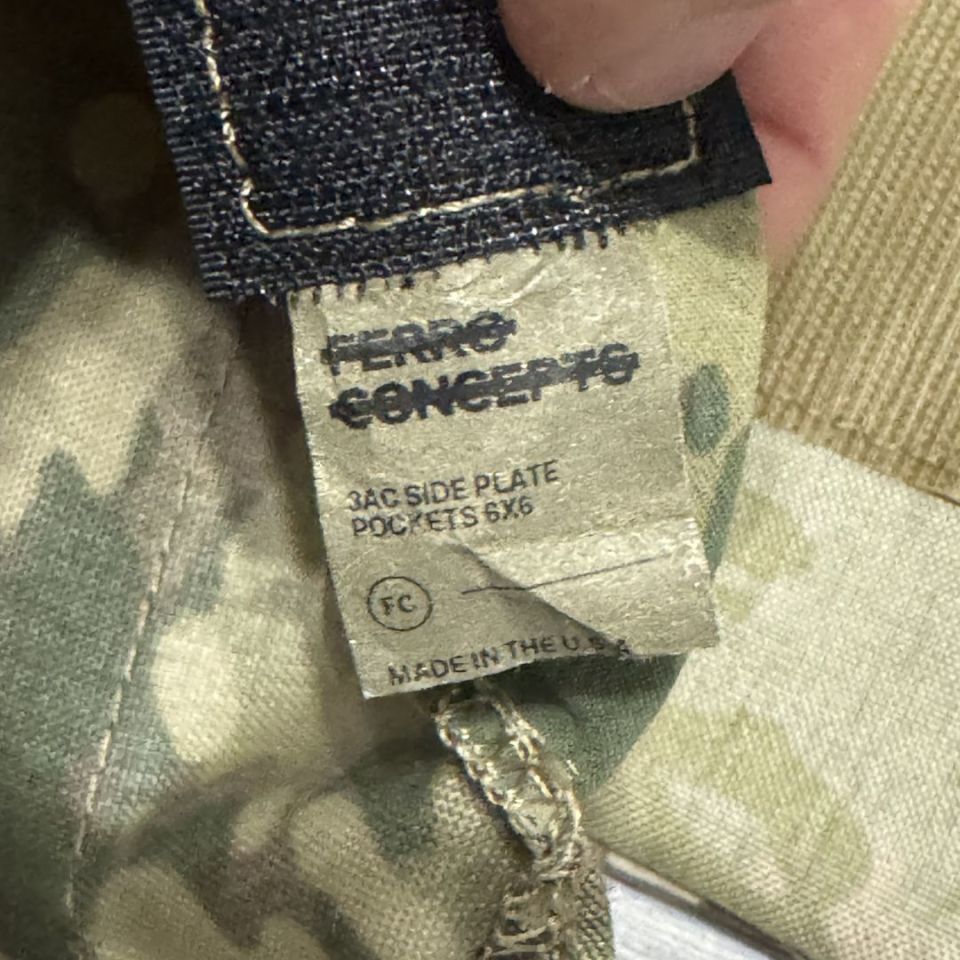 FERRO
CONCEPTS
3AC SIDE PLATE
POCKETS 6X6
FC
MADE IN THE U.S.A